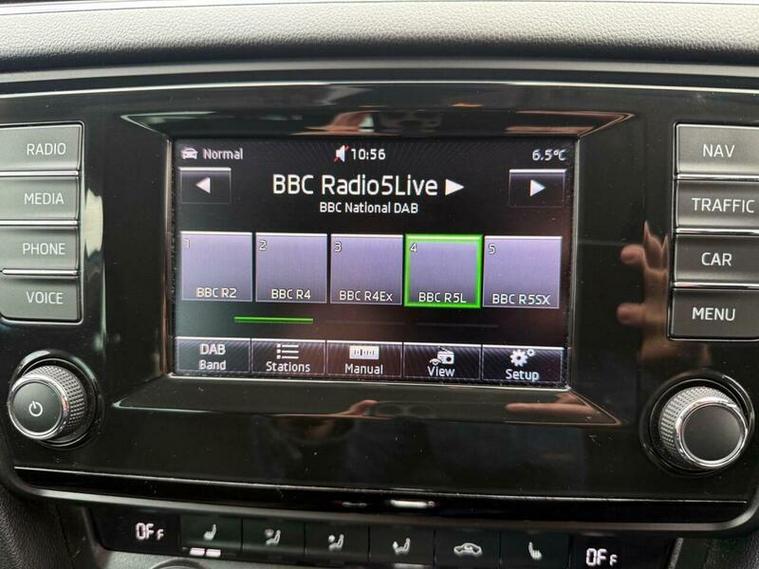 RADIO
MEDIA
PHONE
VOICE
Normal
10:56
6.5°C
BBC Radio5Live
BBC National DAB
1
2
3
4
5
BBC R2
BBC R4
BBC R4Ex
BBC R5L
BBC R5SX
DAB
Band
Stations
Manual
View
Setup
NAV
TRAFFIC
CAR
MENU
OFF
OFF